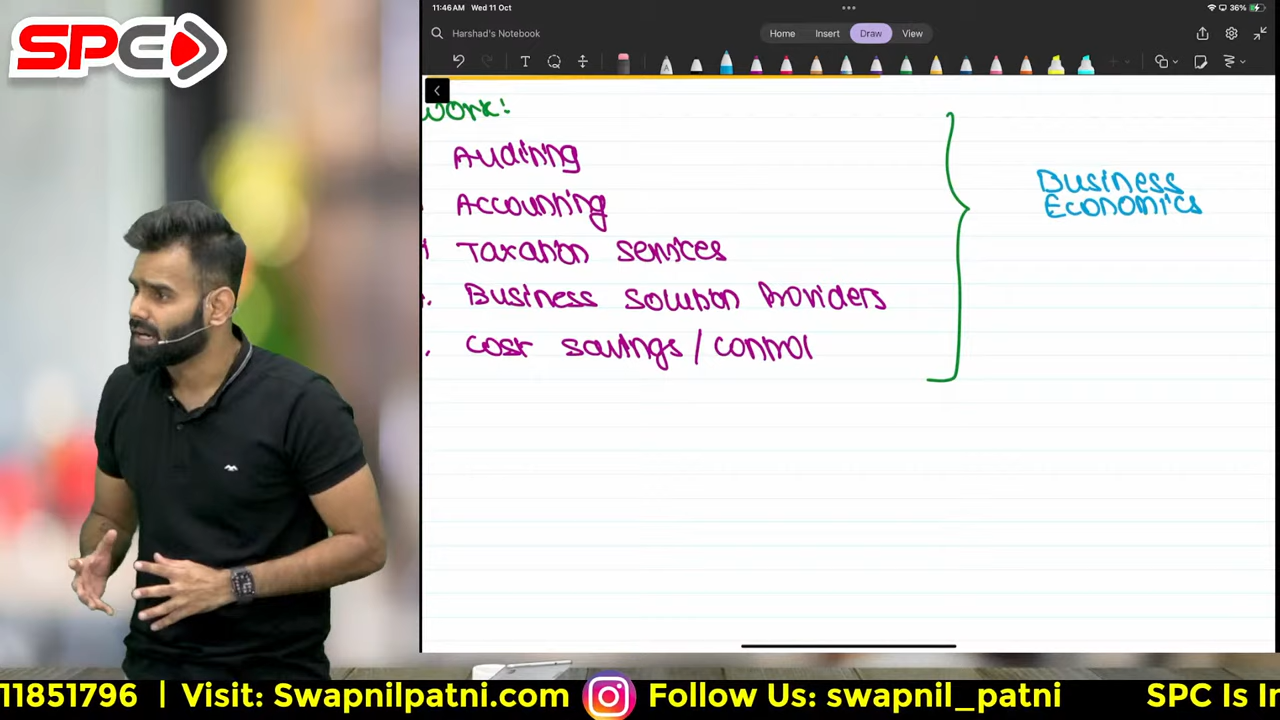 SPC
11:46 AM Wed 11 Oct
36%
Harshad's Notebook
Home Insert Draw View
work:
Auditing
Accounting
Taxation services
Business solution Providers
cost savings / control
Business
Economics
11851796 | Visit: Swapnilpatni.com Follow Us: swapnil_patni SPC Is In